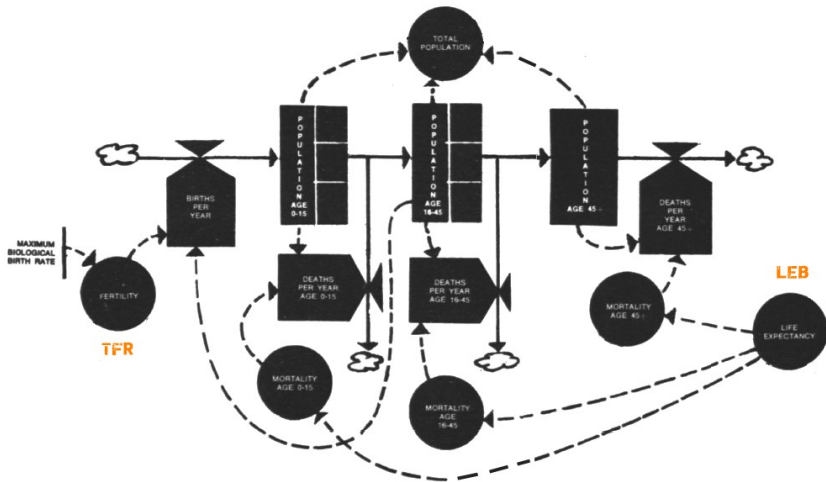 TOTAL
POPULATION
POPULATION
AGE
0-15
POPULATION
AGE
16-45
POPULATION
AGE 45+
BIRTHS
PER
YEAR
DEATHS
PER
YEAR
AGE 45+
MAXIMUM
BIOLOGICAL
BIRTH RATE
FERTILITY
TFR
DEATHS
PER YEAR
AGE 0-15
DEATHS
PER YEAR
AGE 16-45
MORTALITY
AGE 45+
LEB
LIFE
EXPECTANCY
MORTALITY
AGE 0-15
MORTALITY
AGE
16-45